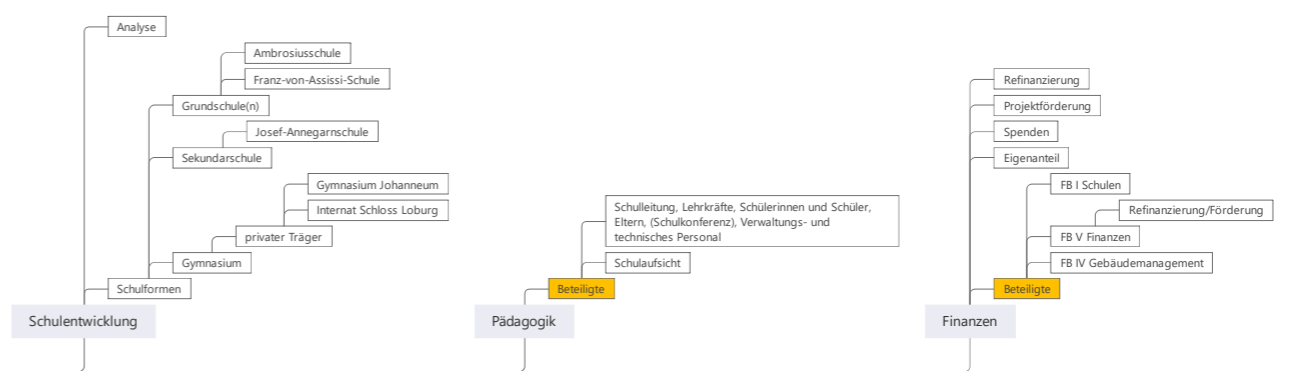 Analyse
Ambrosiusschule
Franz-von-Assissi-Schule
Grundschule(n)
Josef-Annegarnschule
Sekundarschule
Gymnasium Johanneum
Internat Schloss Loburg
privater Träger
Gymnasium
Schulformen
Schulentwicklung
Schulleitung, Lehrkräfte, Schülerinnen und Schüler,
Eltern, (Schulkonferenz), Verwaltungs- und
technisches Personal
Schulaufsicht
Beteiligte
Pädagogik
Refinanzierung
Projektförderung
Spenden
Eigenanteil
FB I Schulen
Refinanzierung/Förderung
FB V Finanzen
FB IV Gebäudemanagement
Beteiligte
Finanzen